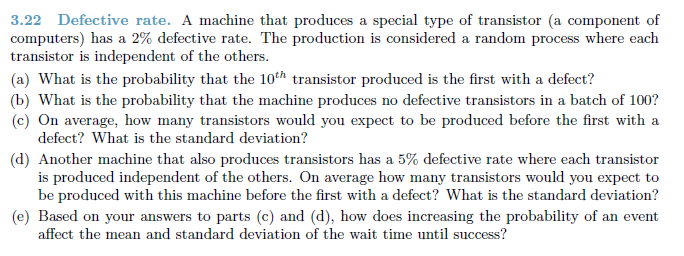 3.22 Defective rate. A machine that produces a special type of transistor (a component of
computers) has a 2% defective rate. The production is considered a random process where each
transistor is independent of the others.
(a) What is the probability that the 10th transistor produced is the first with a defect?
(b) What is the probability that the machine produces no defective transistors in a batch of 100?
(c) On average, how many transistors would you expect to be produced before the first with a
defect? What is the standard deviation?
(d) Another machine that also produces transistors has a 5% defective rate where each transistor
is produced independent of the others. On average how many transistors would you expect to
be produced with this machine before the first with a defect? What is the standard deviation?
(e) Based on your answers to parts (c) and (d), how does increasing the probability of an event
affect the mean and standard deviation of the wait time until success?